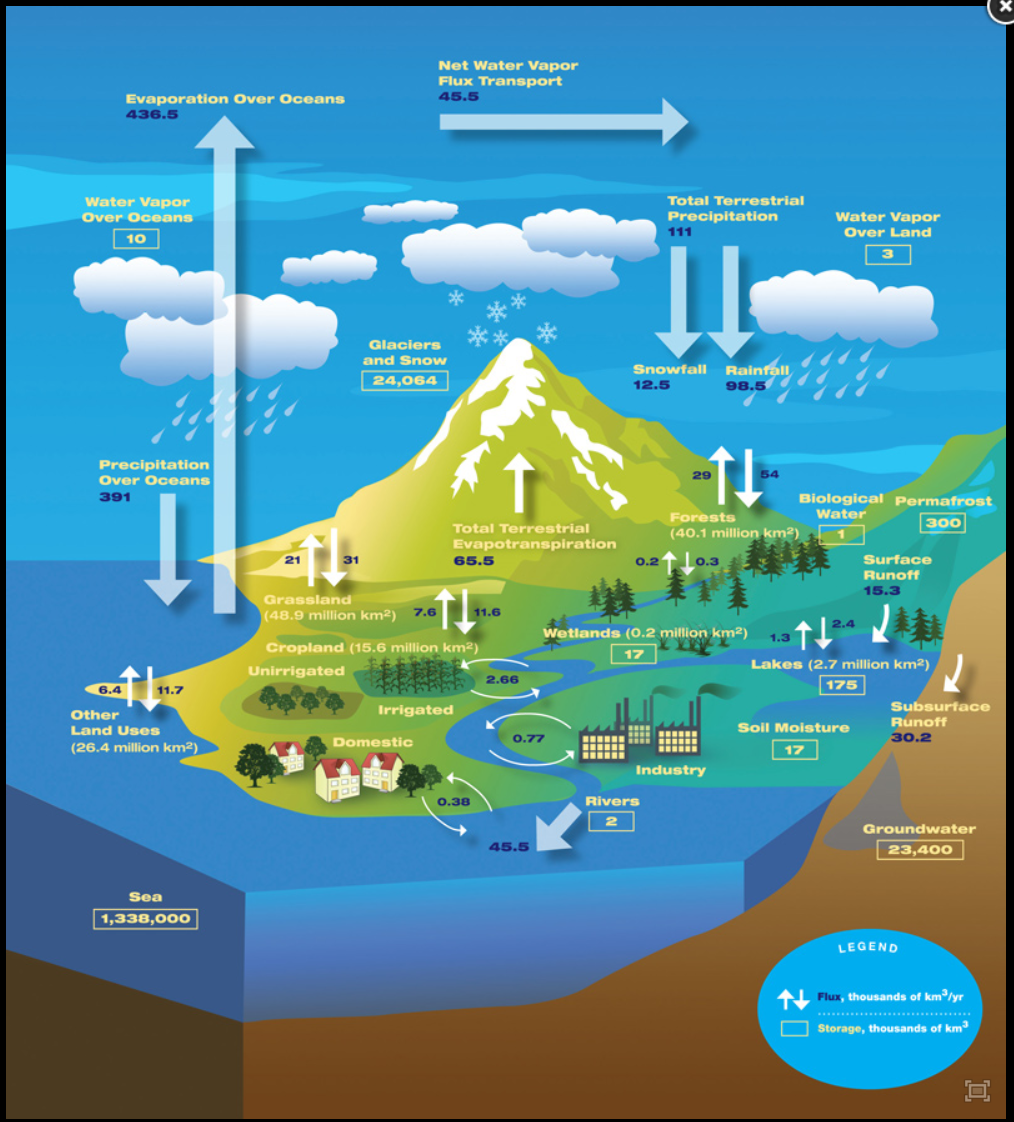 Net Water Vapor
Flux Transport
45.5
Evaporation Over Oceans
436.5
Water Vapor
Over Oceans
10
Total Terrestrial
Precipitation
111
Water Vapor
Over Land
3
Glaciers
and Snow
24,064
Snowfall
12.5
Rainfall
98.5
Precipitation
Over Oceans
391
29
54
Forests
(40.1 million km²)
Biological
Water
1
Permafrost
300
Total Terrestrial
Evapotranspiration
65.5
21
31
Grassland
(48.9 million km²)
0.2
0.3
Wetlands (0.2 million km²)
17
Surface
Runoff
15.3
7.6
11.6
Cropland (15.6 million km²)
Unirrigated
Irrigated
2.66
1.3
2.4
Lakes (2.7 million km²)
175
6.4
11.7
Other
Land Uses
(26.4 million km²)
Subsurface
Runoff
30.2
Soil Moisture
17
0.77
Industry
Domestic
0.38
Rivers
2
45.5
Groundwater
23,400
Sea
1,338,000
LEGEND
Flux, thousands of km³/yr
Storage, thousands of km³